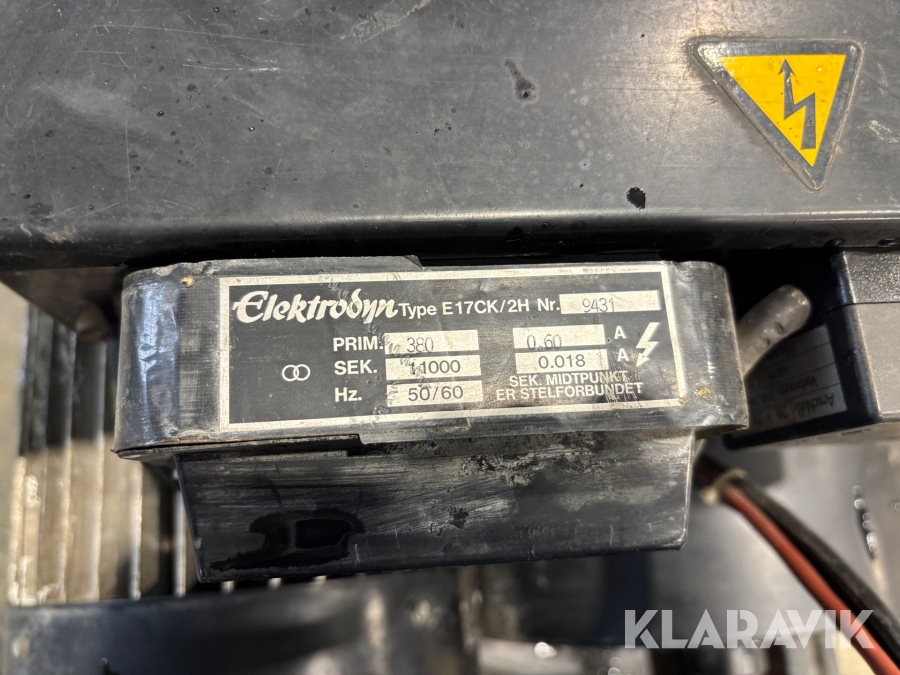 Elektrodyn Type E17CK/2H Nr. 9431
PRIM. 380 0.60 A
SEK. 11000 0.018 A
Hz. 50/60 SEK. MIDTPUNKT
ER STELFORBUNDET
KLARAVIK